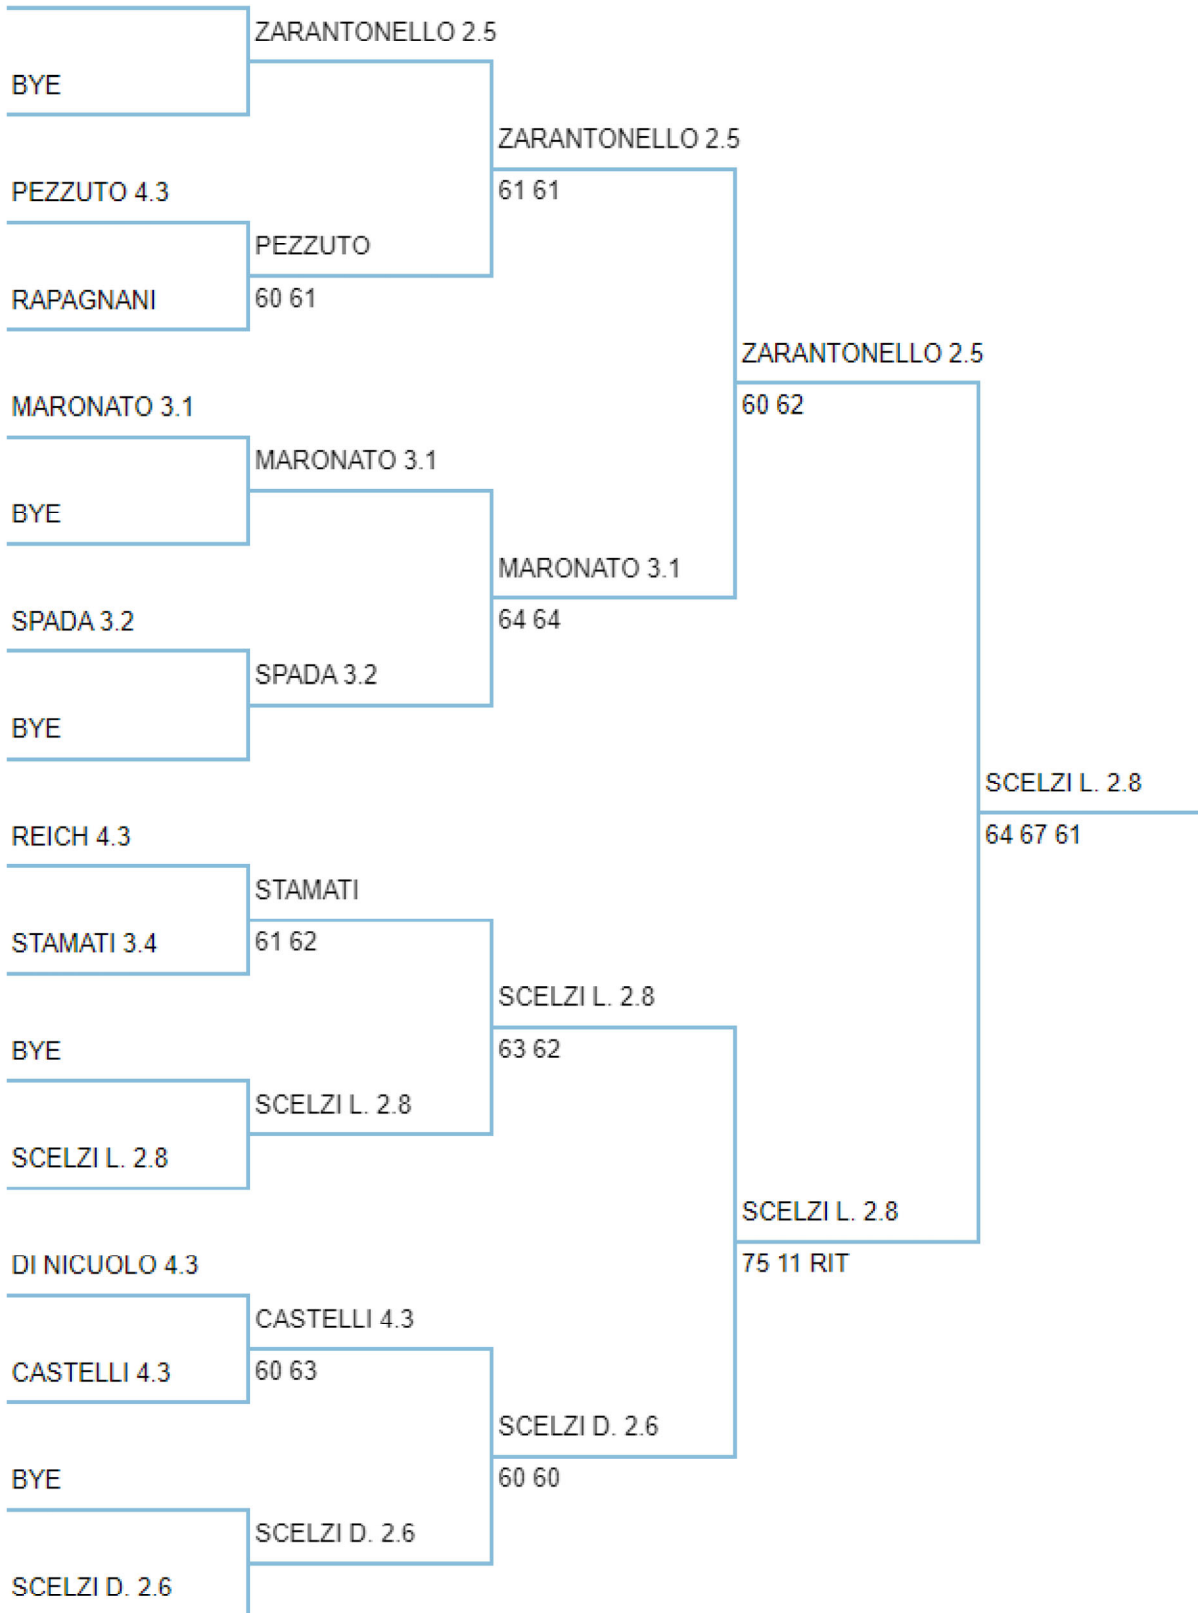 ZARANTONELLO 2.5
BYE
ZARANTONELLO 2.5
PEZZUTO 4.3
61 61
PEZZUTO
RAPAGNANI
60 61
ZARANTONELLO 2.5
MARONATO 3.1
60 62
MARONATO 3.1
BYE
MARONATO 3.1
SPADA 3.2
64 64
SPADA 3.2
BYE
SCELZI L. 2.8
REICH 4.3
64 67 61
STAMATI
STAMATI 3.4
61 62
SCELZI L. 2.8
BYE
63 62
SCELZI L. 2.8
SCELZI L. 2.8
SCELZI L. 2.8
DI NICUOLO 4.3
75 11 RIT
CASTELLI 4.3
CASTELLI 4.3
60 63
SCELZI D. 2.6
BYE
60 60
SCELZI D. 2.6
SCELZI D. 2.6